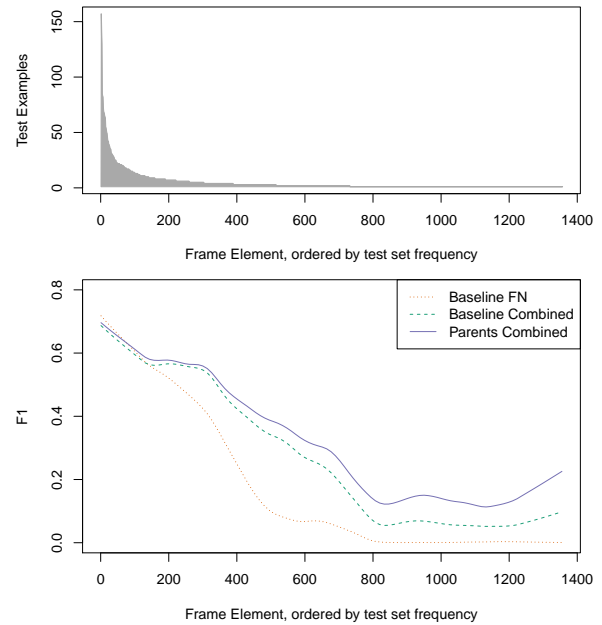 Test Examples
150
100
50
0
0 200 400 600 800 1000 1200 1400
Frame Element, ordered by test set frequency
F1
0.8
0.6
0.4
0.2
0.0
Baseline FN
Baseline Combined
Parents Combined
0 200 400 600 800 1000 1200 1400
Frame Element, ordered by test set frequency